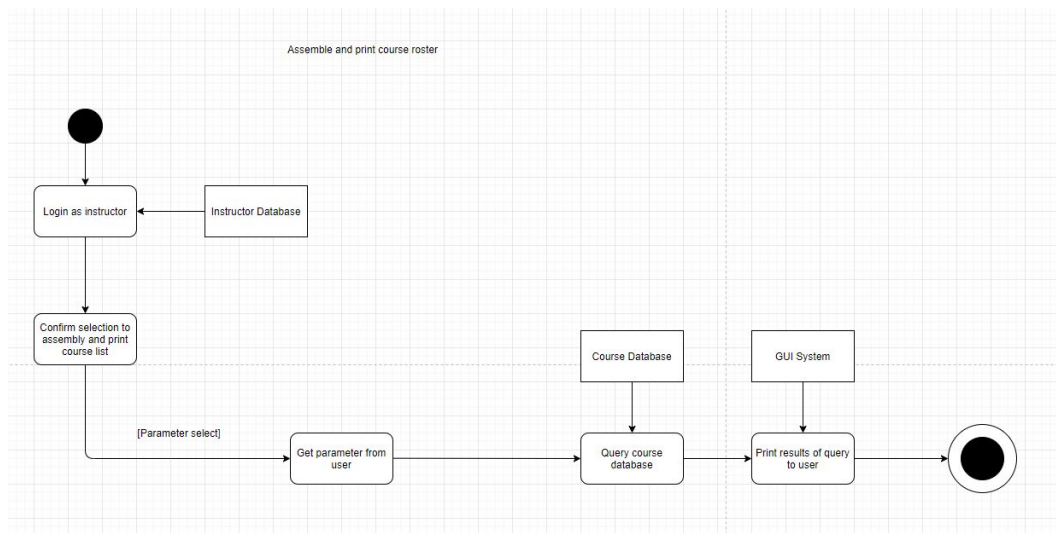 Assemble and print course roster
Login as instructor
Instructor Database
Confirm selection to
assembly and print
course list
Course Database
GUI System
[Parameter select]
Get parameter from
user
Query course
database
Print results of query
to user